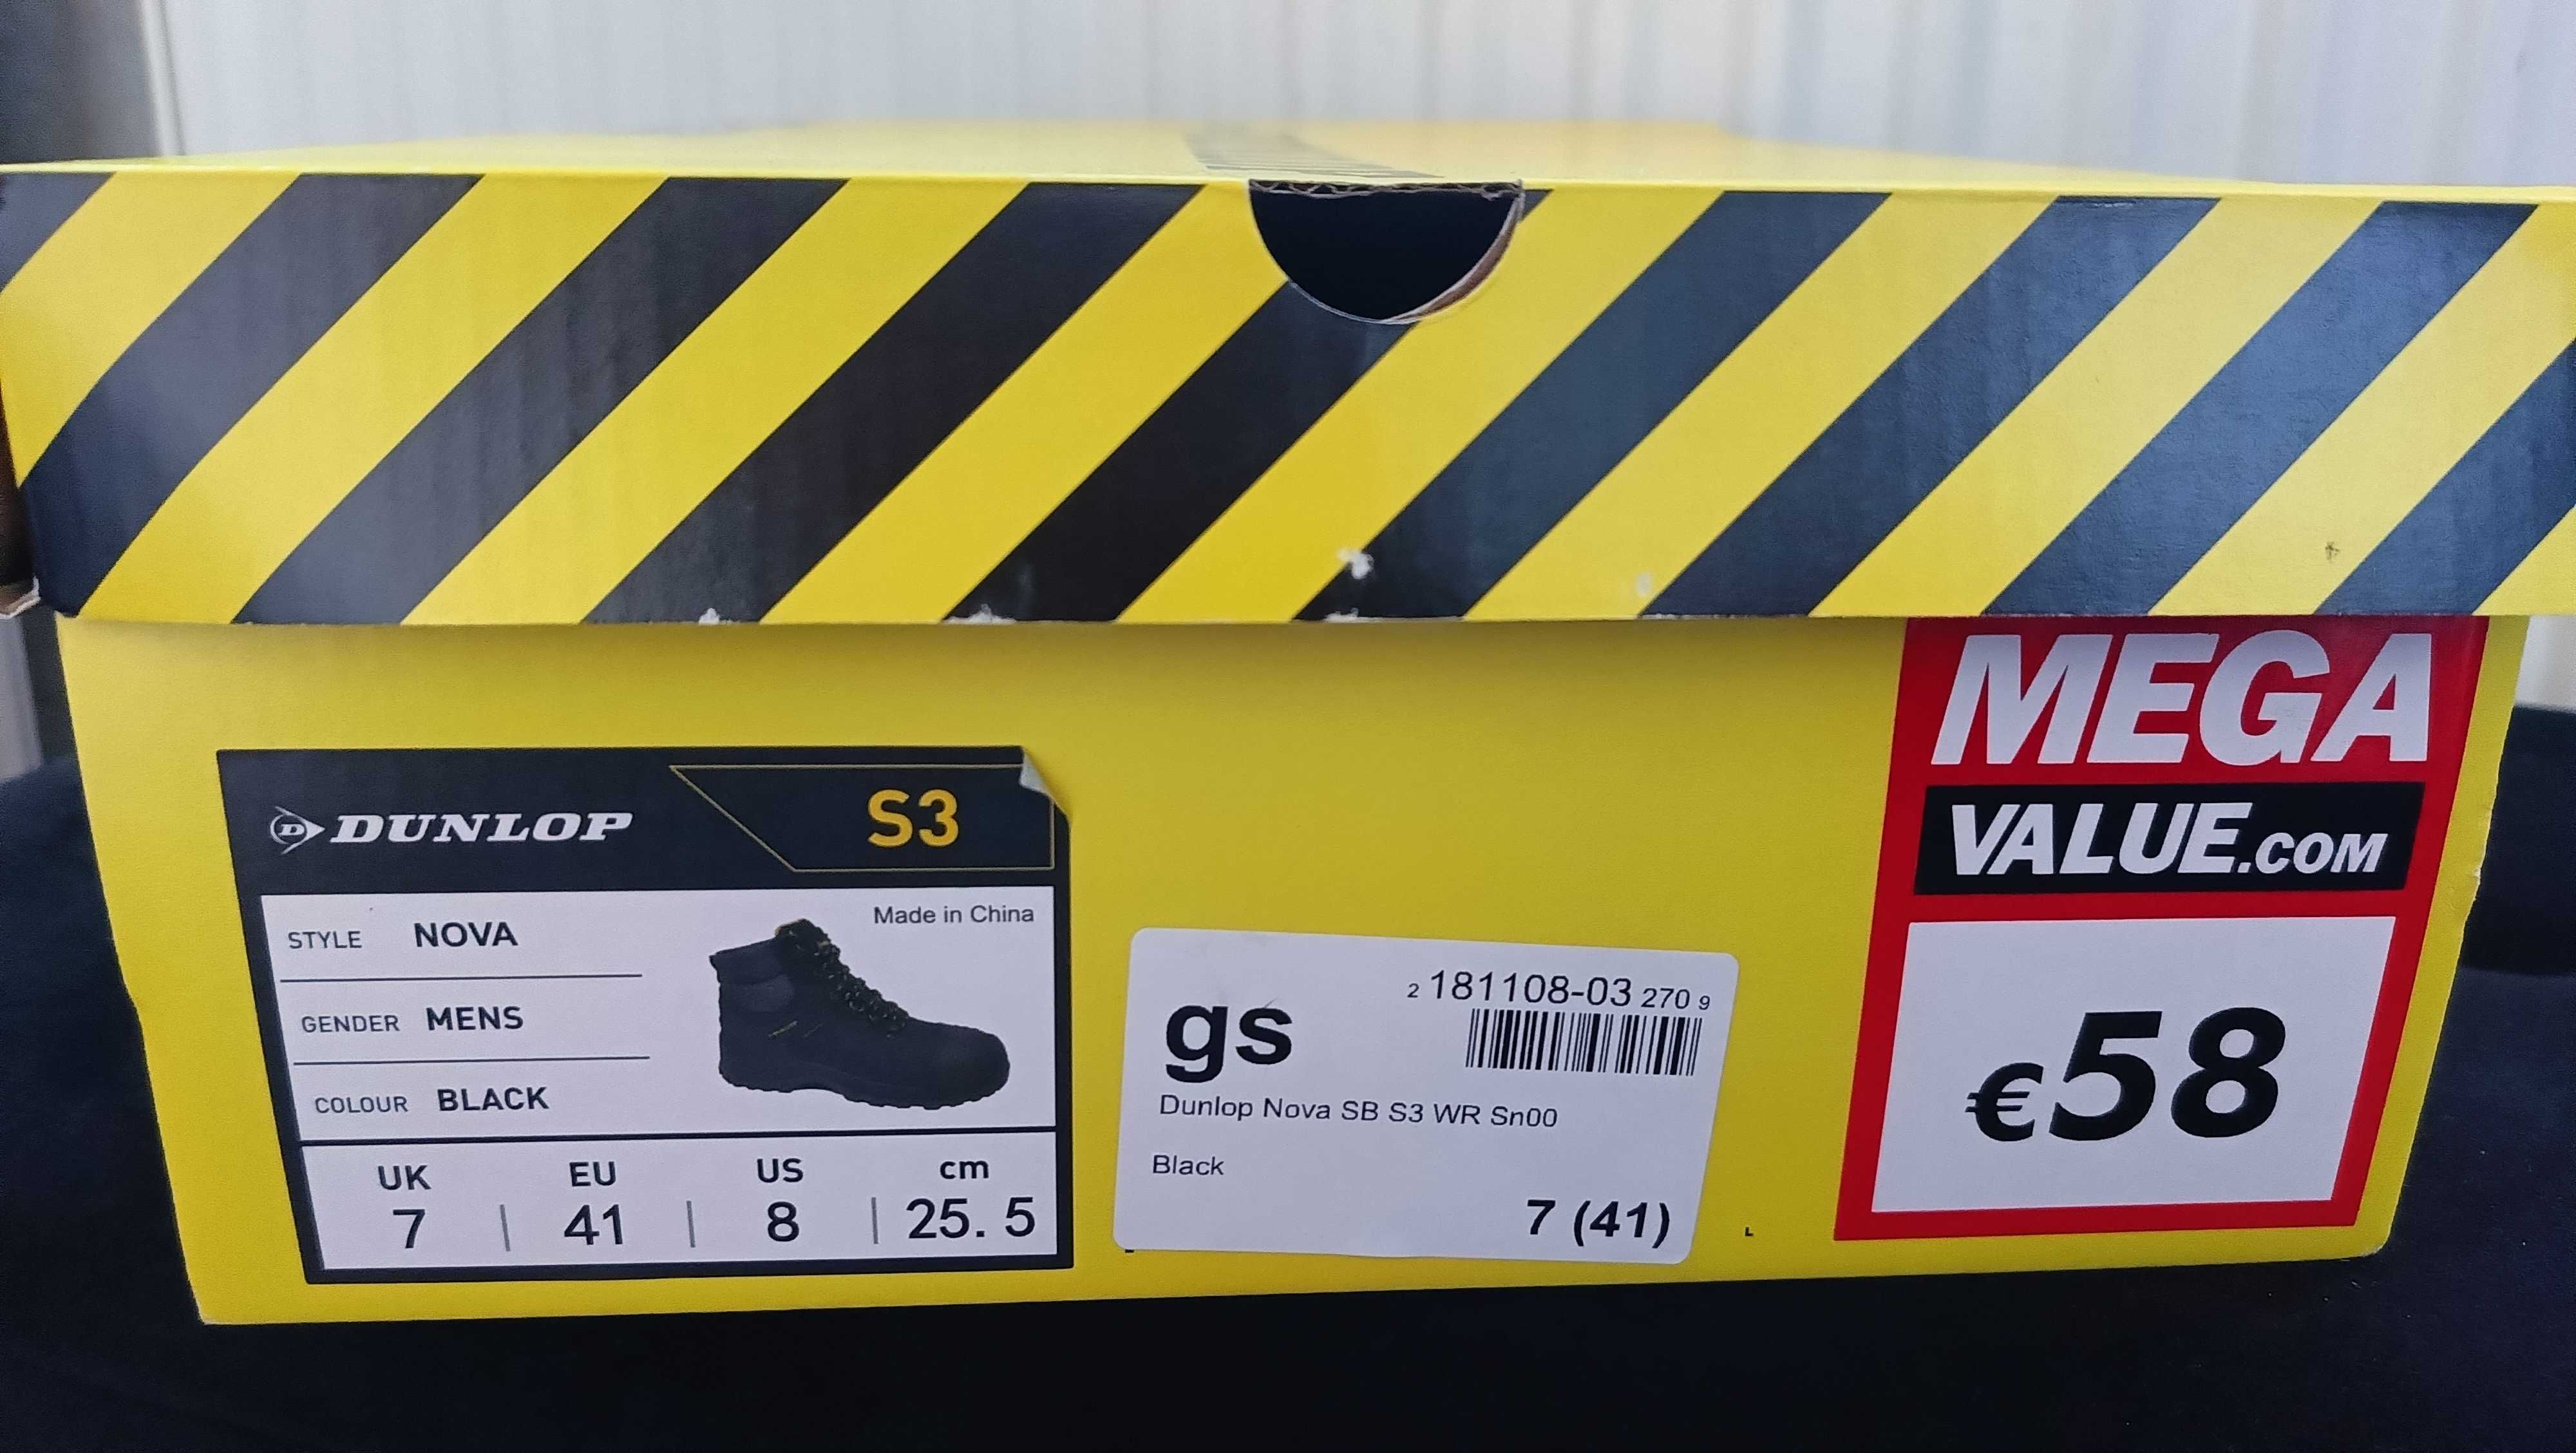 DUNLOP
S3
Made in China
STYLE NOVA
GENDER MENS
COLOUR BLACK
UK EU US cm
7 | 41 | 8 | 25.5
gs
2 181108-03 270 9
Dunlop Nova SB S3 WR Sn00
Black
7 (41)
L
MEGA
VALUE.COM
€58